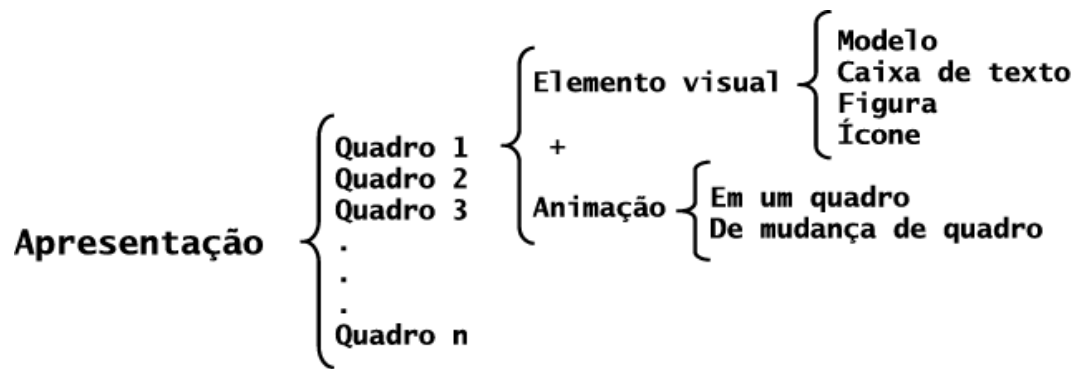 Apresentação
Quadro 1
Quadro 2
Quadro 3
.
.
.
Quadro n
Elemento visual
+
Animação
Modelo
Caixa de texto
Figura
Ícone
Em um quadro
De mudança de quadro